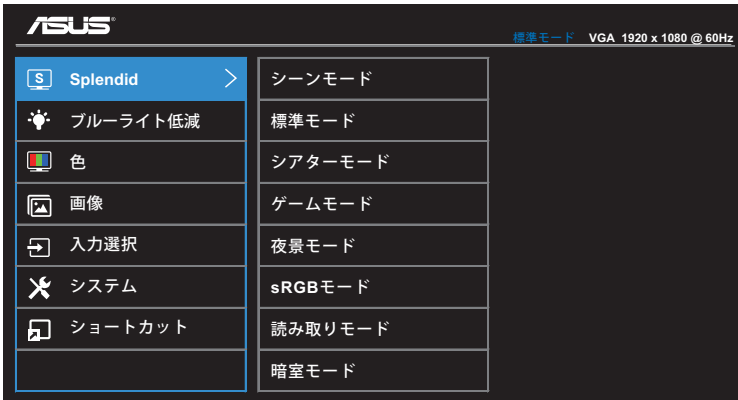 ASUS
標準モード VGA 1920 x 1080 @ 60Hz
S Splendid
ブルーライト低減
色
画像
入力選択
システム
ショートカット
シーンモード
標準モード
シアターモード
ゲームモード
夜景モード
sRGBモード
読み取りモード
暗室モード